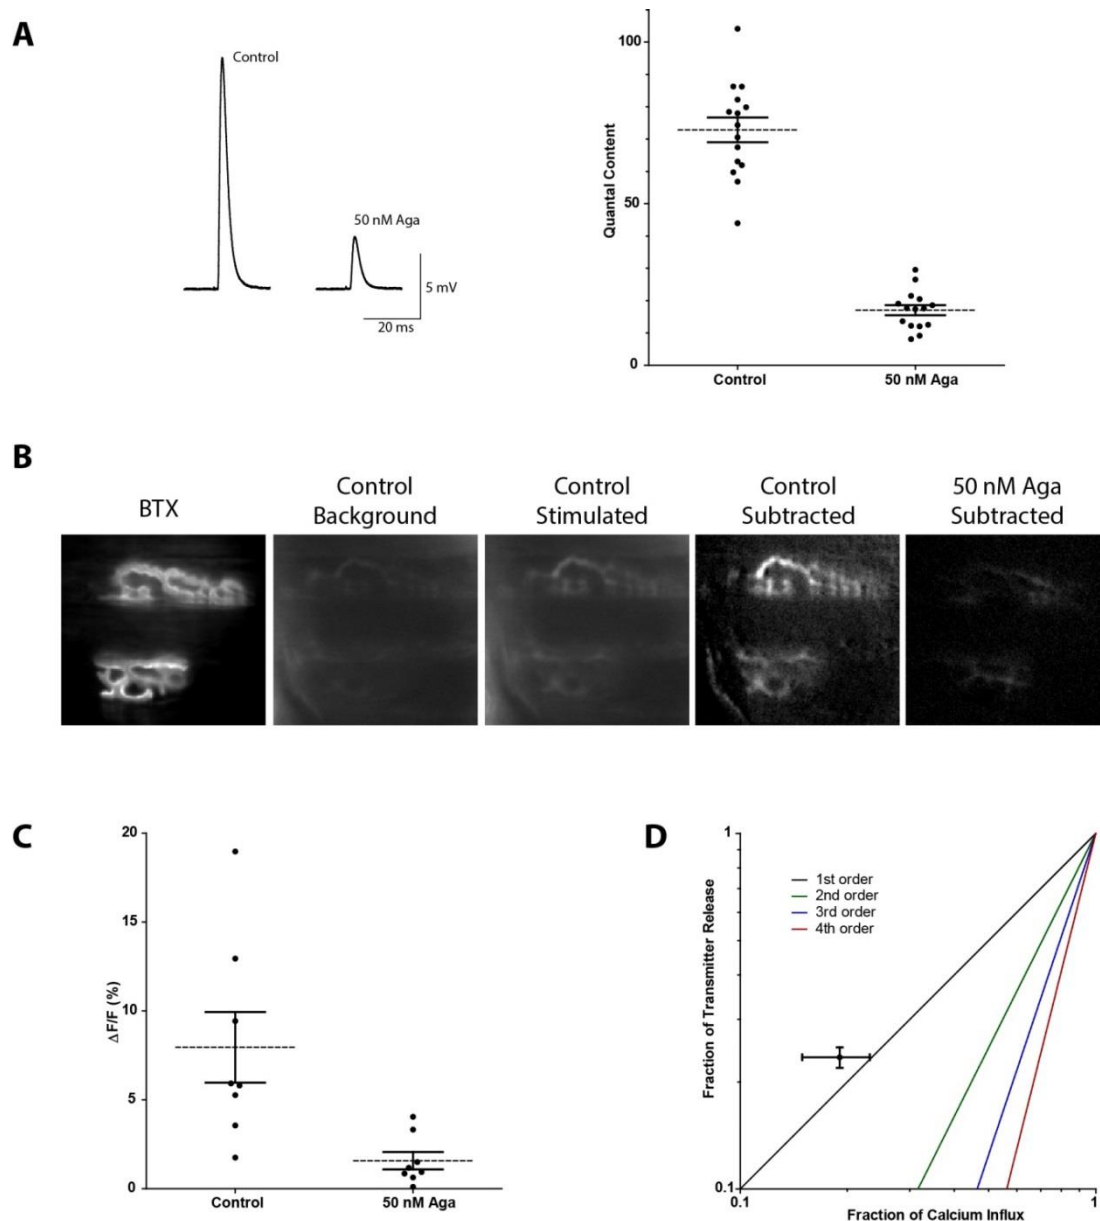 A
Control
50 nM Aga
5 mV
20 ms
100
50
0
Quantal Content
Control
50 nM Aga
B
BTX
Control
Background
Control
Stimulated
Control
Subtracted
50 nM Aga
Subtracted
C
20
15
10
5
0
ΔF/F (%)
Control
50 nM Aga
D
1
0.1
Fraction of Transmitter Release
1st order
2nd order
3rd order
4th order
0.1
1
Fraction of Calcium Influx